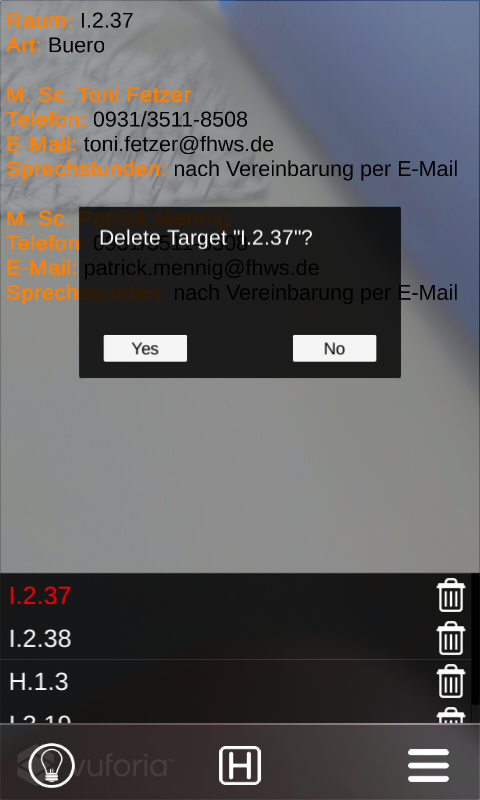 Raum: I.2.37
Art: Buero
M. Sc. Toni Fetzer
Telefon: 0931/3511-8508
E-Mail: toni.fetzer@fhws.de
Sprechstunden: nach Vereinbarung per E-Mail
M. Sc. Patrick Mennig
Telefon
E-Mail: patrick.mennig@fhws.de
Sprechstunden: nach Vereinbarung per E-Mail
Delete Target "I.2.37"?
Yes No
I.2.37
I.2.38
H.1.3
I.2.19
H
vuforia